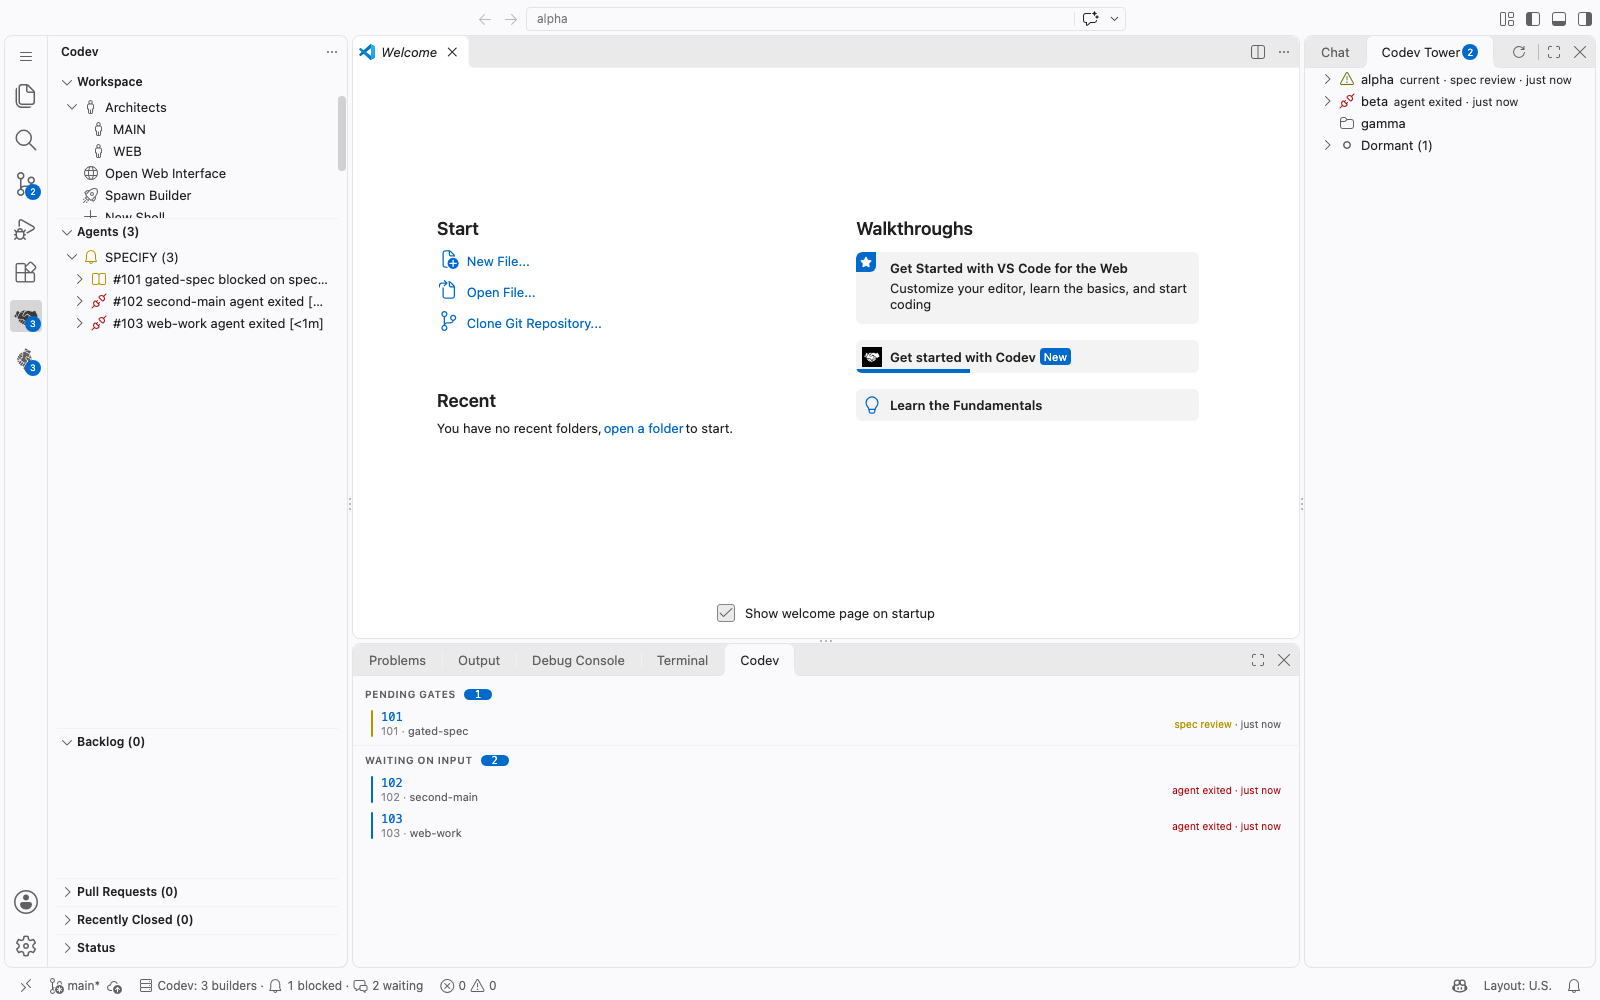 alpha
Codev
Workspace
Architects
MAIN
WEB
Open Web Interface
Spawn Builder
New Shell
Agents (3)
SPECIFY (3)
#101 gated-spec blocked on spec...
#102 second-main agent exited [...
#103 web-work agent exited [<1m]
Backlog (0)
Pull Requests (0)
Recently Closed (0)
Status
2
3
3
Welcome
Start
New File...
Open File...
Clone Git Repository...
Recent
You have no recent folders, open a folder to start.
Walkthroughs
Get Started with VS Code for the Web
Customize your editor, learn the basics, and start
coding
Get started with Codev New
Learn the Fundamentals
Show welcome page on startup
Problems Output Debug Console Terminal Codev
PENDING GATES 1
101
101 · gated-spec
spec review · just now
WAITING ON INPUT 2
102
102 · second-main
agent exited · just now
103
103 · web-work
agent exited · just now
Chat Codev Tower 2
alpha current · spec review · just now
beta agent exited · just now
gamma
Dormant (1)
main* Codev: 3 builders · 1 blocked · 2 waiting 0 0 Layout: U.S.